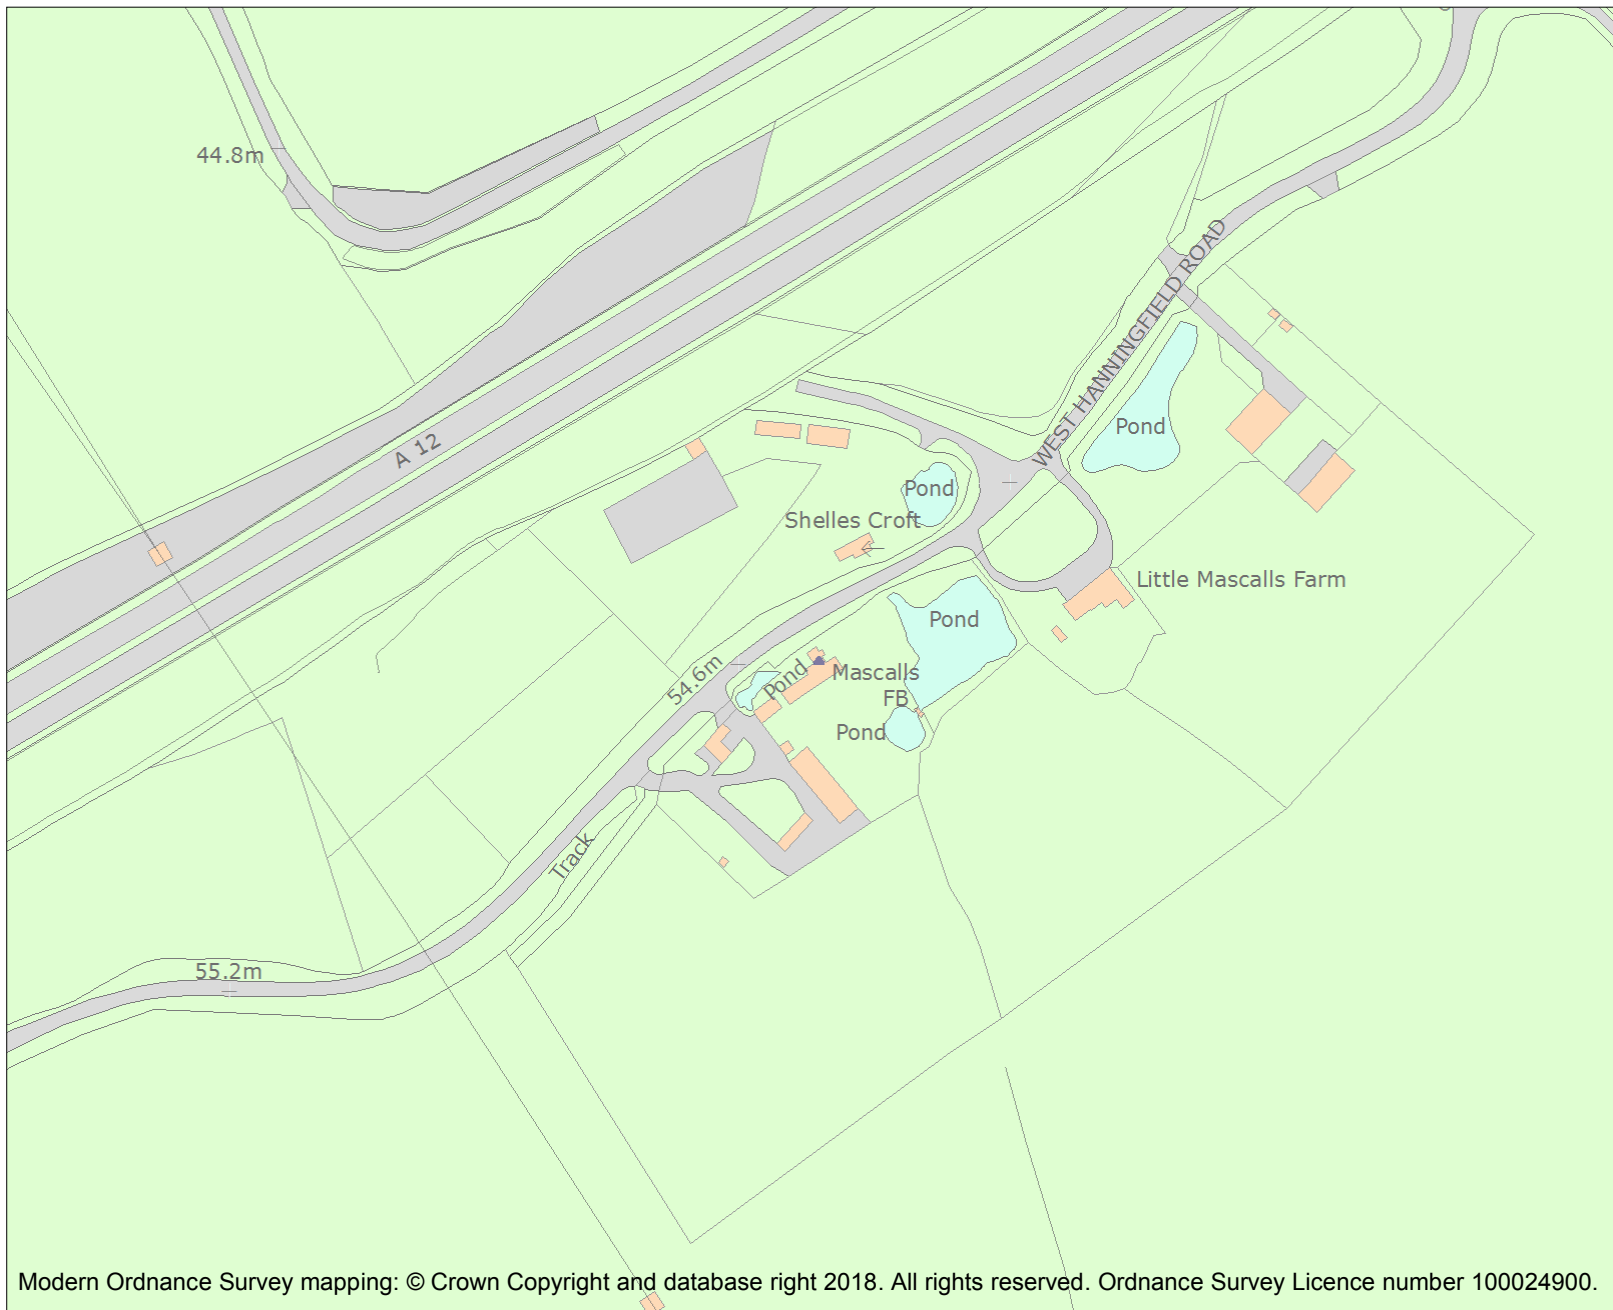 44.8m
WEST HANNINGFIELD ROAD
A 12
Pond
Pond
Shelles Croft
Little Mascalls Farm
Pond
54.6m
Pond
Mascalls
FB
Pond
Track
55.2m
Modern Ordnance Survey mapping: © Crown Copyright and database right 2018. All rights reserved. Ordnance Survey Licence number 100024900.